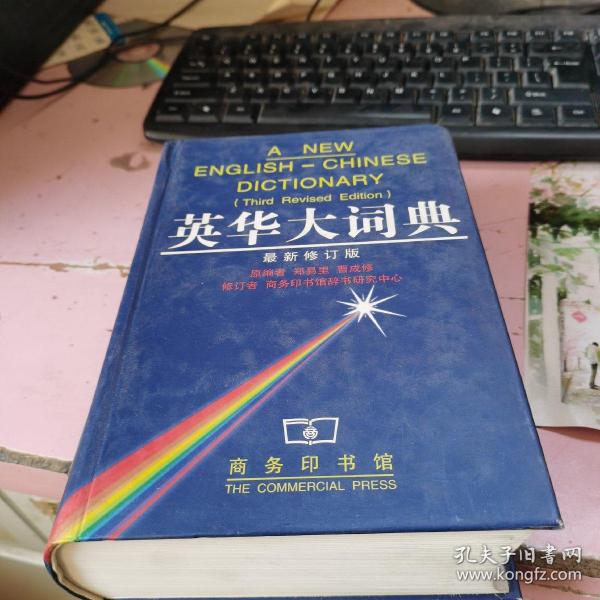 A NEW
ENGLISH-CHINESE
DICTIONARY
(Third Revised Edition)
英华大词典
最新修订版
原编者 郑易里 曹成修
修订者 商务印书馆辞书研究中心
商务印书馆
THE COMMERCIAL PRESS
孔夫子旧书网
www.kongfz.com